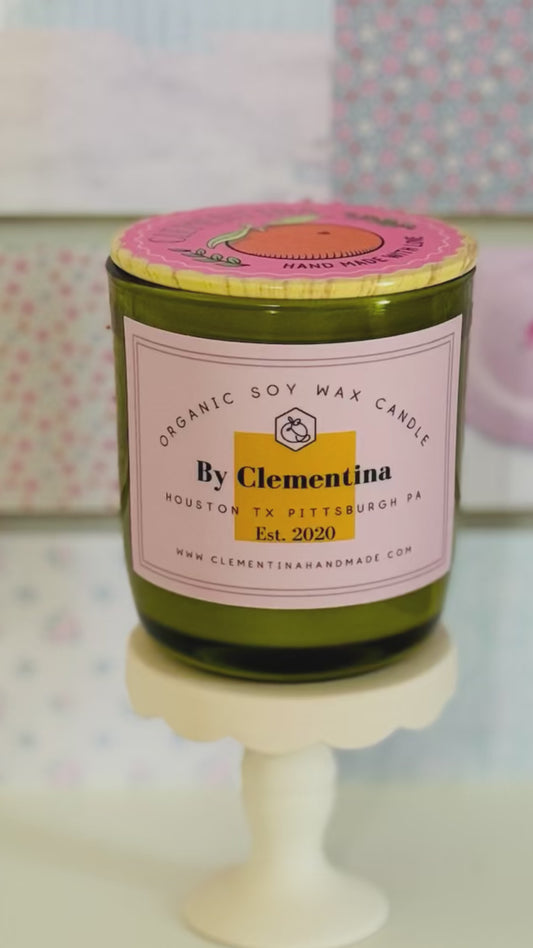 HAND MADE WITH LOVE
ORGANIC SOY WAX CANDLE
By Clementina
HOUSTON TX PITTSBURGH PA
Est. 2020
WWW.CLEMENTINAHANDMADE.COM